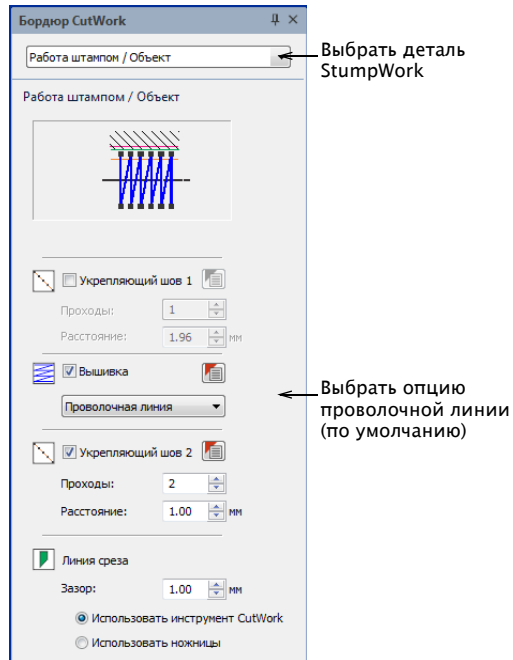 Бордюр CutWork
Работа штампом / Объект
Выбрать деталь
StumpWork
Работа штампом / Объект
Укрепляющий шов 1
Проходы: 1
Расстояние: 1.96 мм
Вышивка
Проволочная линия
Выбрать опцию
проволочной линии
(по умолчанию)
Укрепляющий шов 2
Проходы: 2
Расстояние: 1.00 мм
Линия среза
Зазор: 1.00 мм
Использовать инструмент CutWork
Использовать ножницы